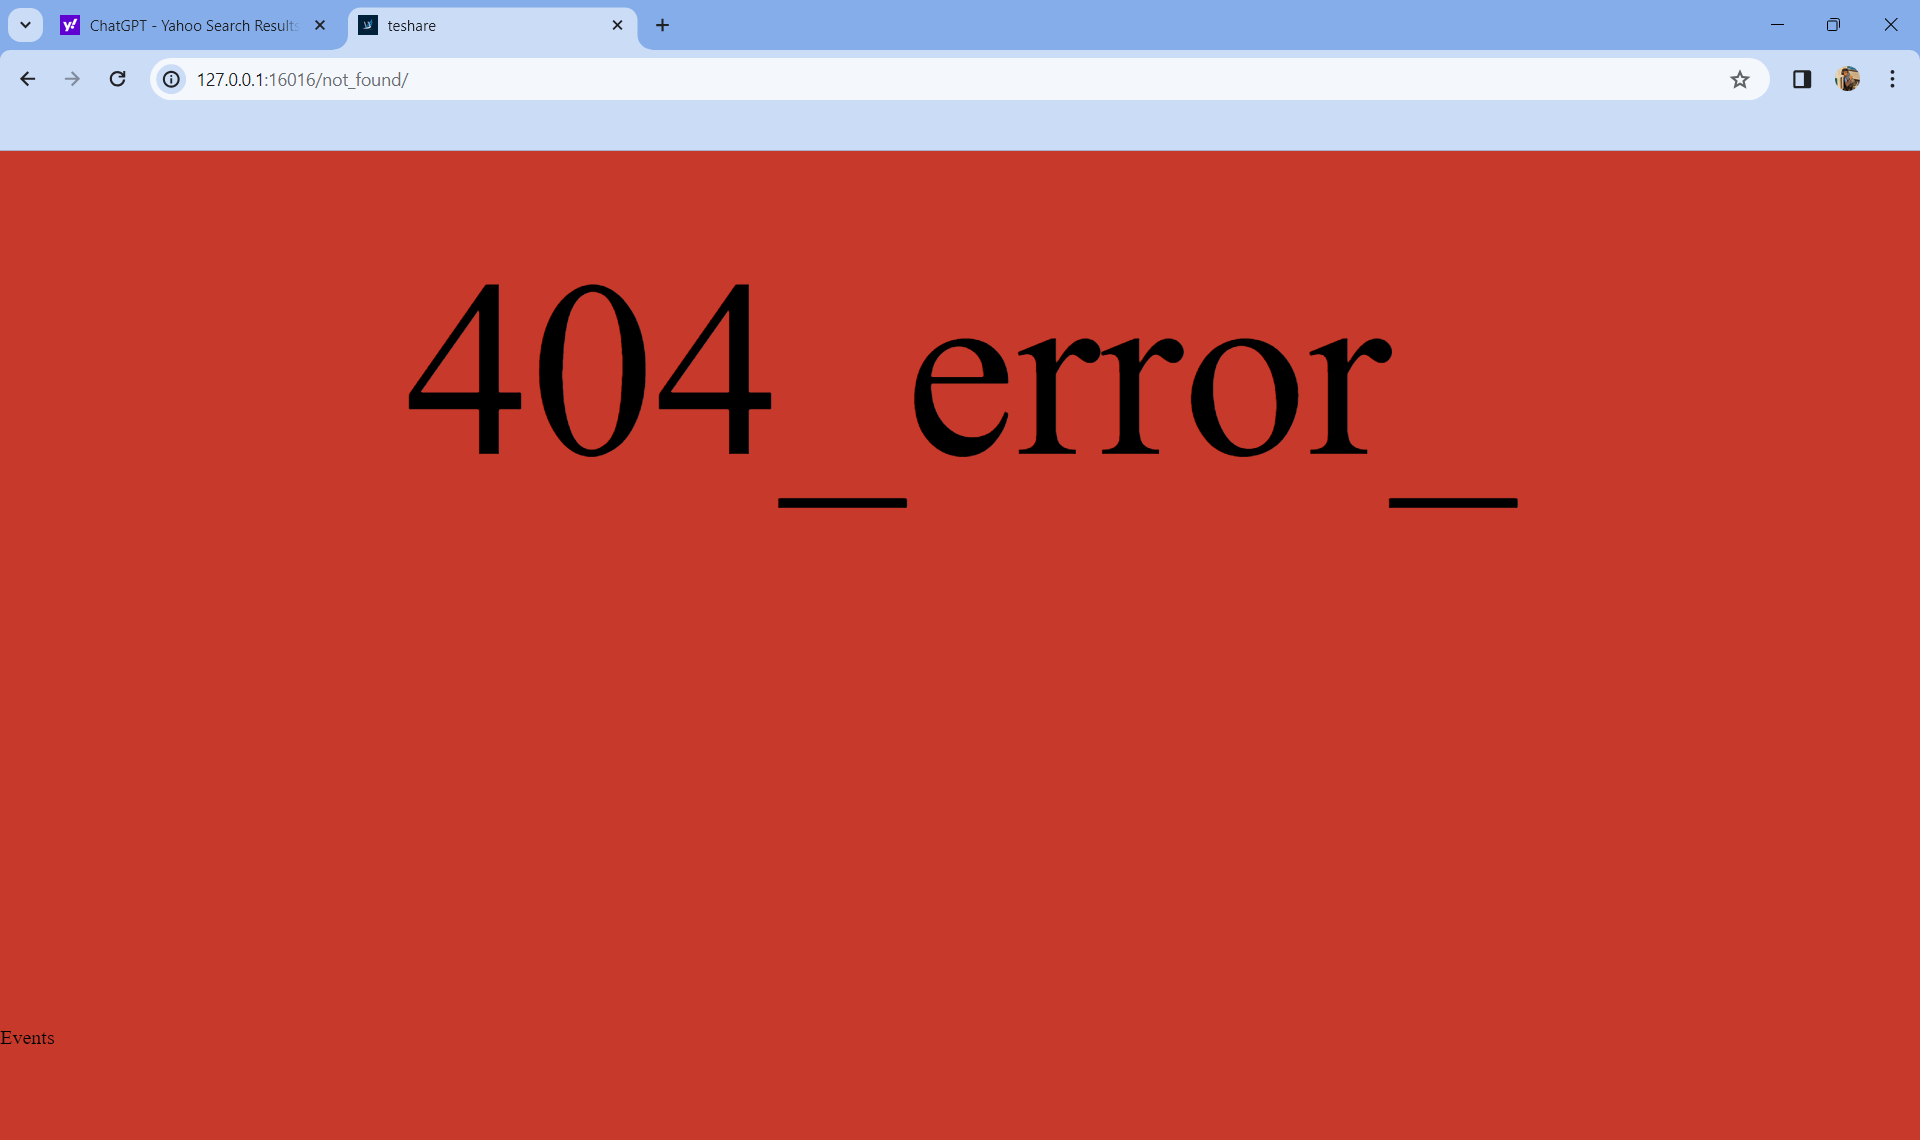 ChatGPT - Yahoo Search Results
teshare
127.0.0.1:16016/not_found/
404_error_
Events